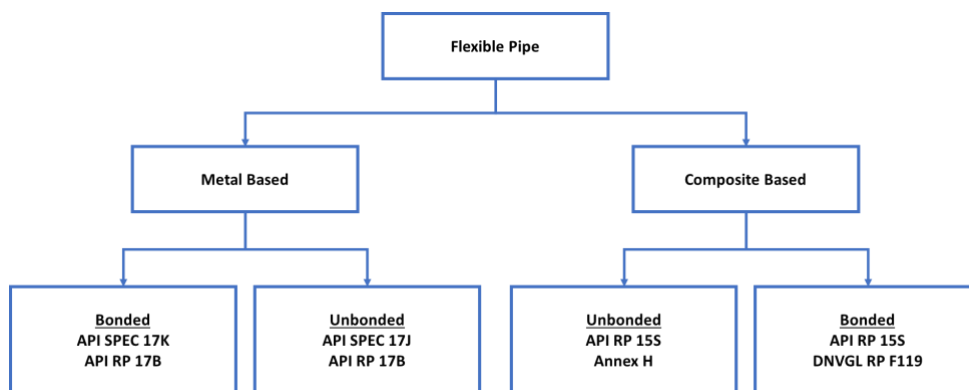 Flexible Pipe
Metal Based
Composite Based
Bonded
API SPEC 17K
API RP 17B
Unbonded
API SPEC 17J
API RP 17B
Unbonded
API RP 15S
Annex H
Bonded
API RP 15S
DNVGL RP F119